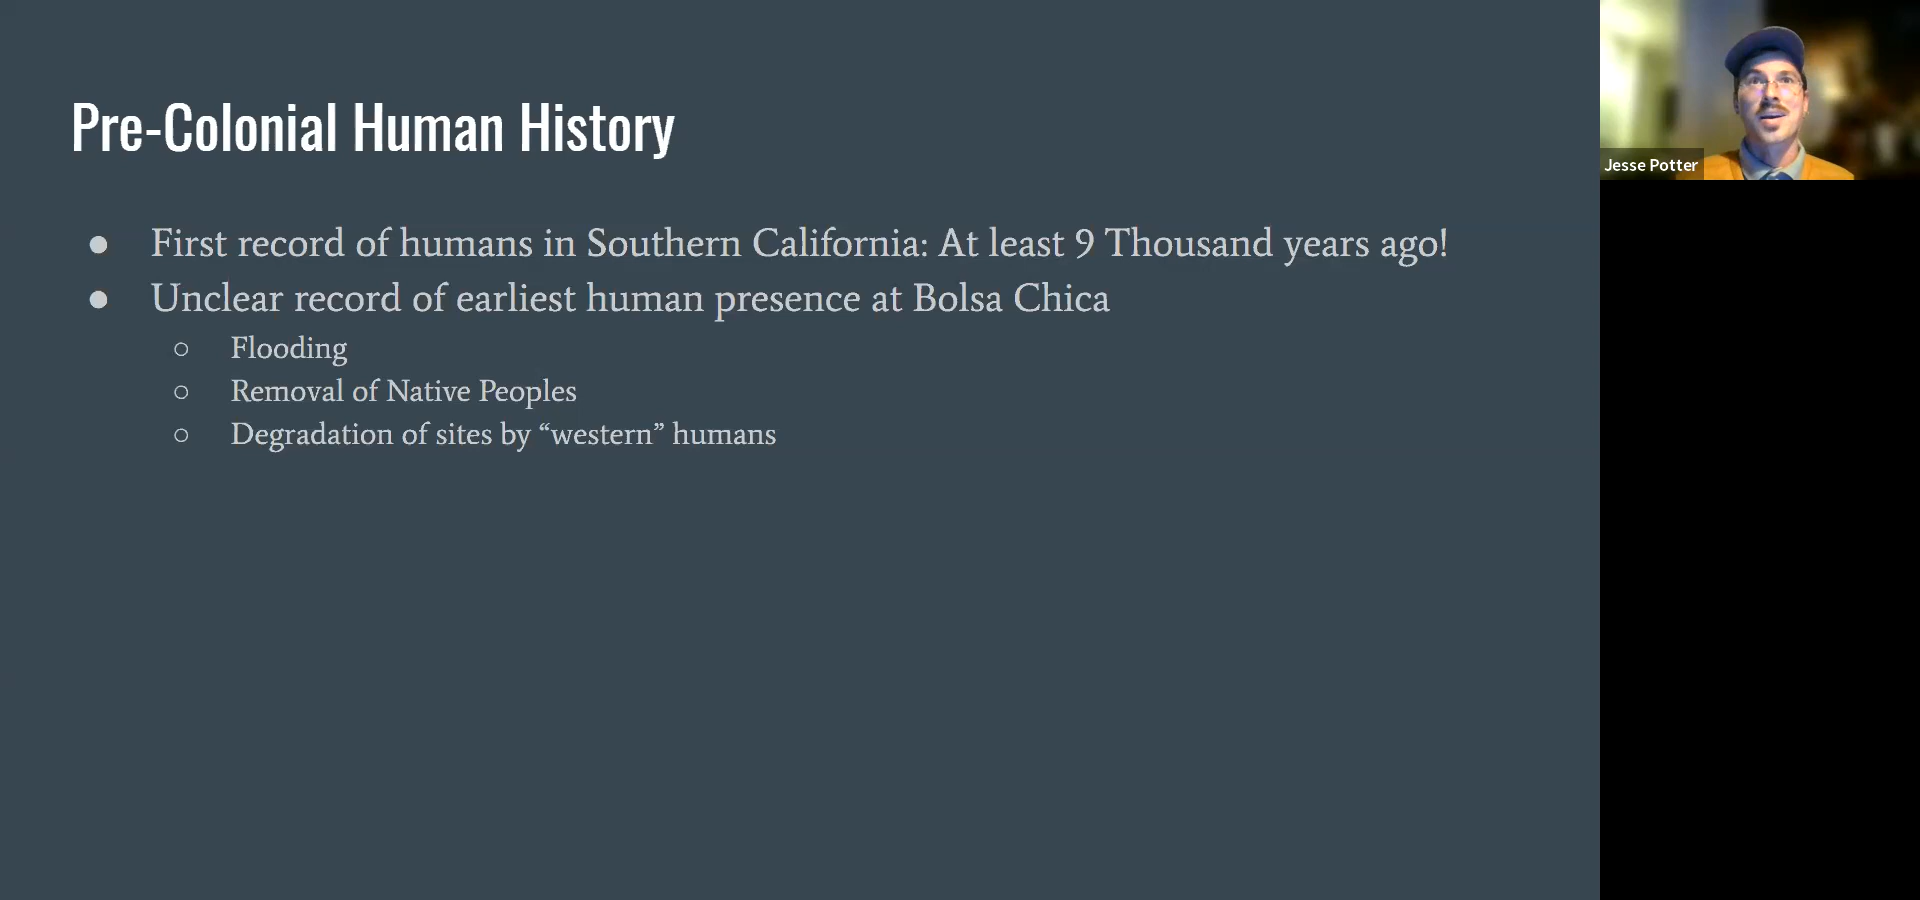 Pre-Colonial Human History
● First record of humans in Southern California: At least 9 Thousand years ago!
● Unclear record of earliest human presence at Bolsa Chica
○ Flooding
○ Removal of Native Peoples
○ Degradation of sites by “western” humans
Jesse Potter